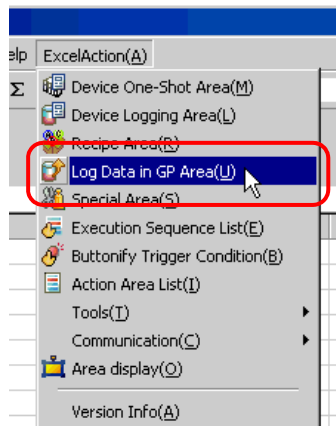 elp ExcelAction(A)
Σ Device One-Shot Area(M)
Device Logging Area(L)
Recipe Area(R)
Log Data in GP Area(U)
Special Area(S)
Execution Sequence List(E)
Buttonify Trigger Condition(B)
Action Area List(I)
Tools(T)
Communication(C)
Area display(O)
Version Info(A)